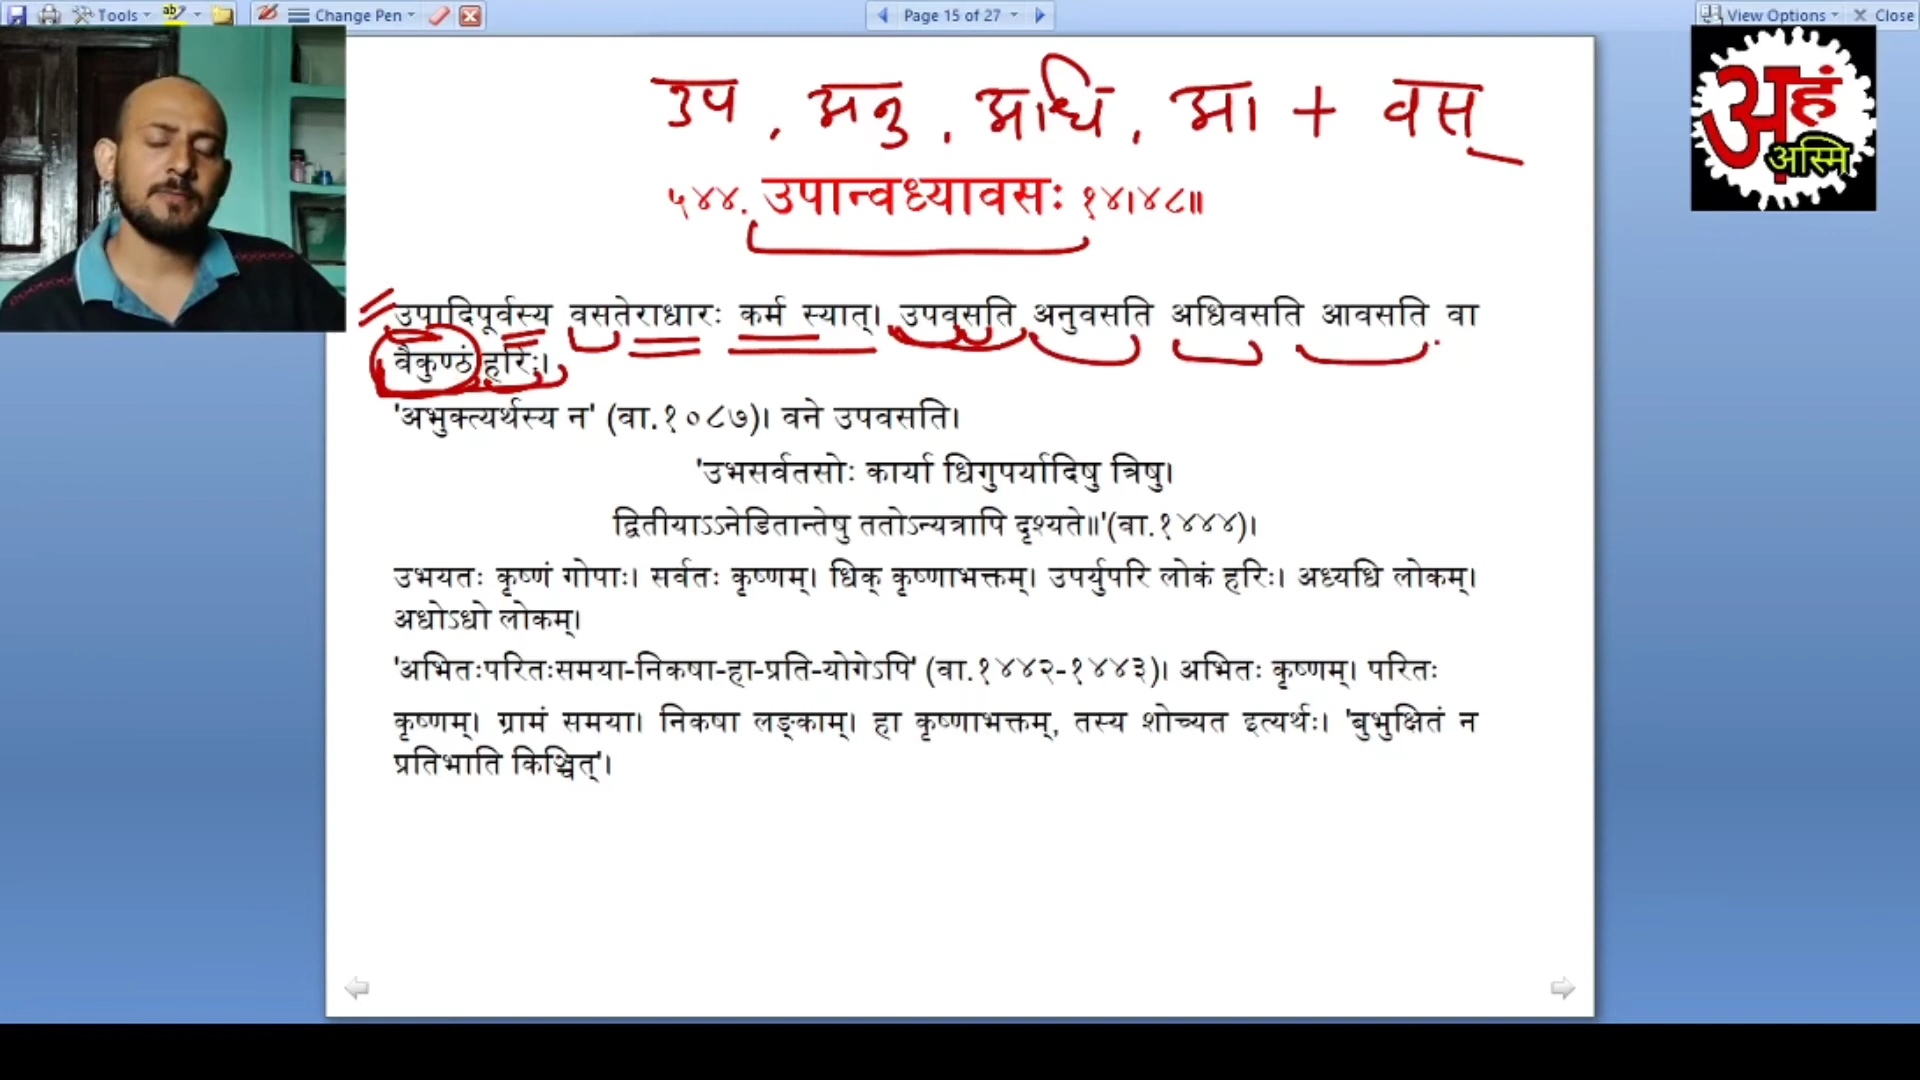 Tools
Change Pen
Page 15 of 27
View Options
Close
अहं
अस्मि
उप , अनु , अधि , आ + वस्
५४४. उपान्वध्यावसः १४।४८॥
उपादिपूर्वस्य वसतेराधारः कर्म स्यात्। उपवसति अनुवसति अधिवसति आवसति वा
वैकुण्ठं हरिः।
'अभुक्त्यर्थस्य न' (वा.१०८७)। वने उपवसति।
'उभसर्वतसोः कार्या धिगुपर्यादिषु त्रिषु।
द्वितीयाऽऽनेडितान्तेषु ततोऽन्यत्रापि दृश्यते॥'(वा.१४४४)।
उभयतः कृष्णं गोपाः। सर्वतः कृष्णम्। धिक् कृष्णाभक्तम्। उपर्युपरि लोकं हरिः। अध्यधि लोकम्।
अधोऽधो लोकम्।
'अभितःपरितःसमया-निकषा-हा-प्रति-योगेऽपि' (वा.१४४२-१४४३)। अभितः कृष्णम्। परितः
कृष्णम्। ग्रामं समया। निकषा लङ्काम्। हा कृष्णाभक्तम्, तस्य शोच्यत इत्यर्थः। 'बुभुक्षितं न
प्रतिभाति किञ्चित्'।